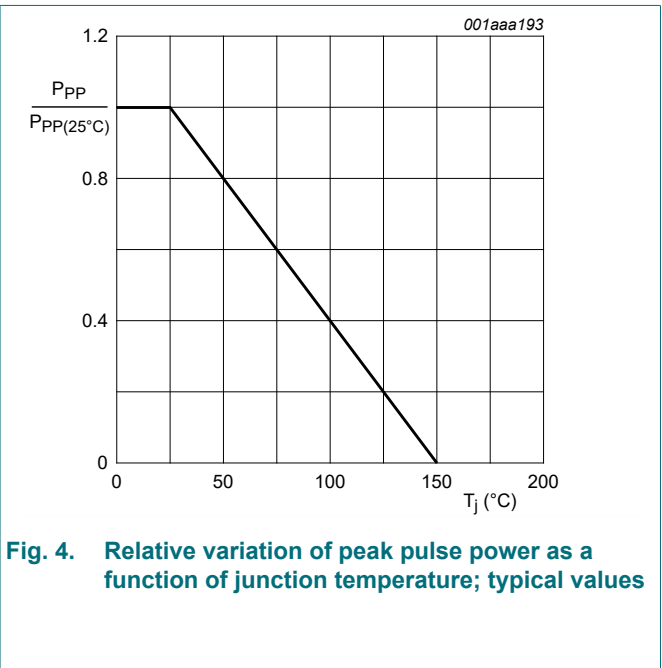 001aaa193
1.2
PPP
PPP(25°C)
0.8
0.4
0
0 50 100 150 200
Tj (°C)
Fig. 4. Relative variation of peak pulse power as a
function of junction temperature; typical values